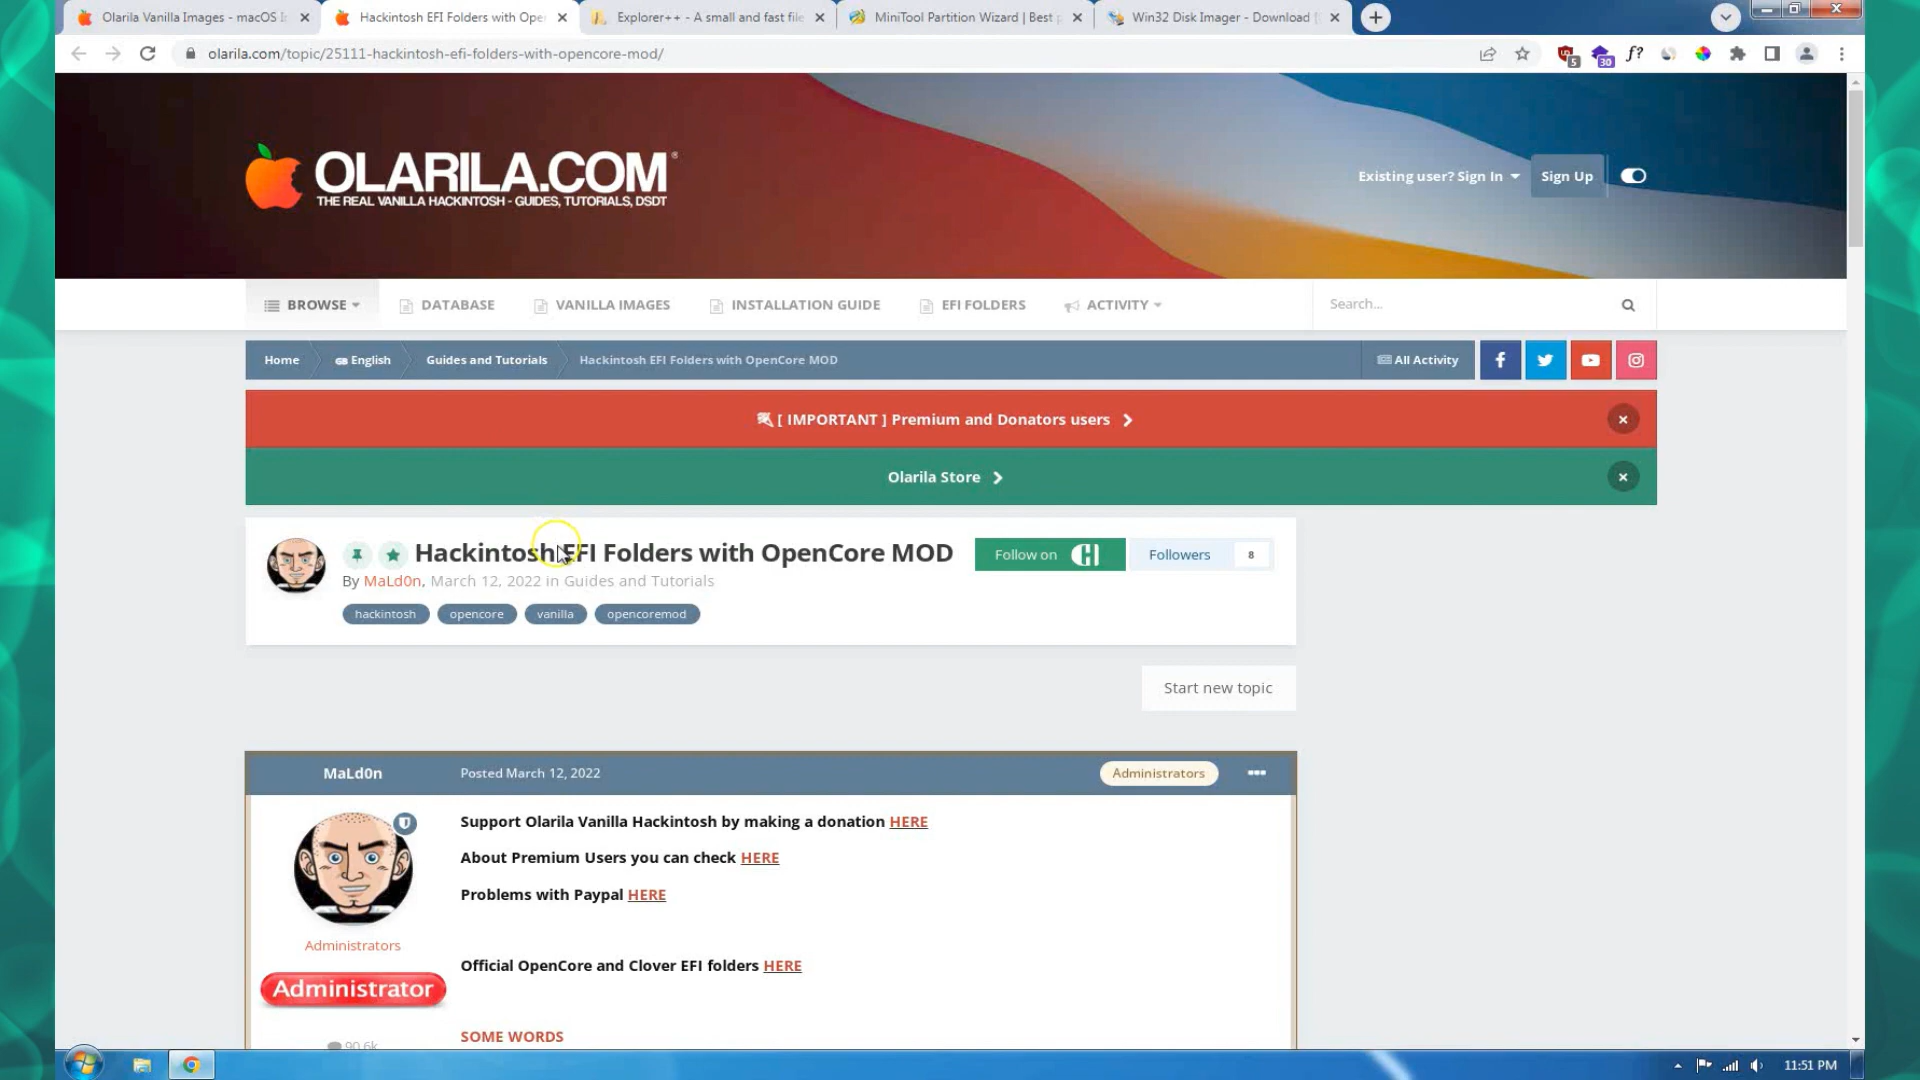 Olarila Vanilla Images - macOS I
Hackintosh EFI Folders with Ope
Explorer++ - A small and fast file
MiniTool Partition Wizard | Best p
Win32 Disk Imager - Download
olarila.com/topic/25111-hackintosh-efi-folders-with-opencore-mod/
5
30
f?
OLARILA.COM®
THE REAL VANILLA HACKINTOSH - GUIDES, TUTORIALS, DSDT
Existing user? Sign In
Sign Up
BROWSE
DATABASE
VANILLA IMAGES
INSTALLATION GUIDE
EFI FOLDERS
ACTIVITY
Search...
Home
English
Guides and Tutorials
Hackintosh EFI Folders with OpenCore MOD
All Activity
[ IMPORTANT ] Premium and Donators users
Olarila Store
Hackintosh EFI Folders with OpenCore MOD
Follow on
Followers 8
By MaLd0n, March 12, 2022 in Guides and Tutorials
hackintosh opencore vanilla opencoremod
Start new topic
MaLd0n
Posted March 12, 2022
Administrators
Support Olarila Vanilla Hackintosh by making a donation HERE
About Premium Users you can check HERE
Problems with Paypal HERE
Administrators
Official OpenCore and Clover EFI folders HERE
Administrator
SOME WORDS
90.6k
11:51 PM